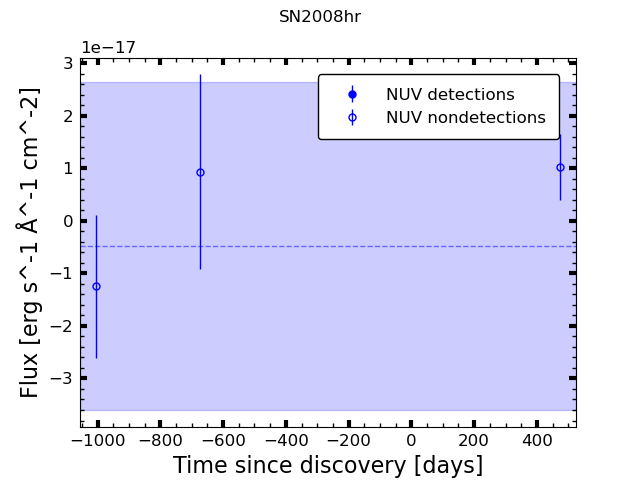 SN2008hr
1e−17
3
2
1
0
−1
−2
−3
Flux [erg s^-1 Å^-1 cm^-2]
NUV detections
NUV nondetections
−1000 −800 −600 −400 −200 0 200 400
Time since discovery [days]